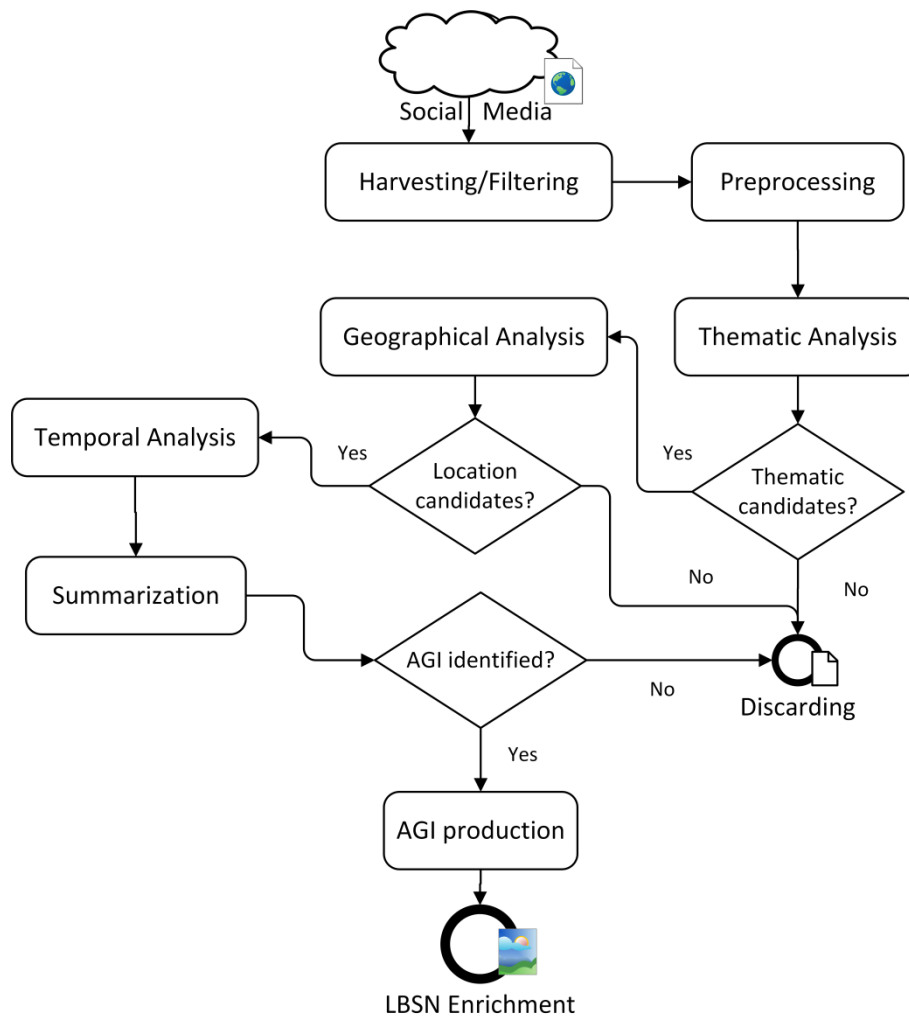 Social Media
Harvesting/Filtering
Preprocessing
Geographical Analysis
Thematic Analysis
Temporal Analysis
Yes
Location
candidates?
Yes
Thematic
candidates?
Summarization
No
No
AGI identified?
No
Discarding
Yes
AGI production
LBSN Enrichment